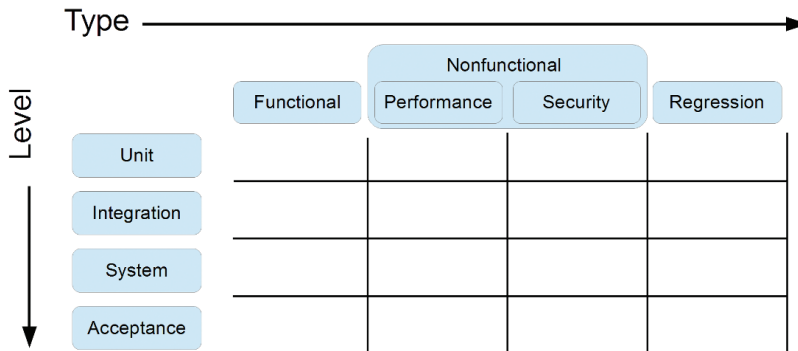 Type
Level
Nonfunctional
Functional
Performance
Security
Regression
Unit
Integration
System
Acceptance